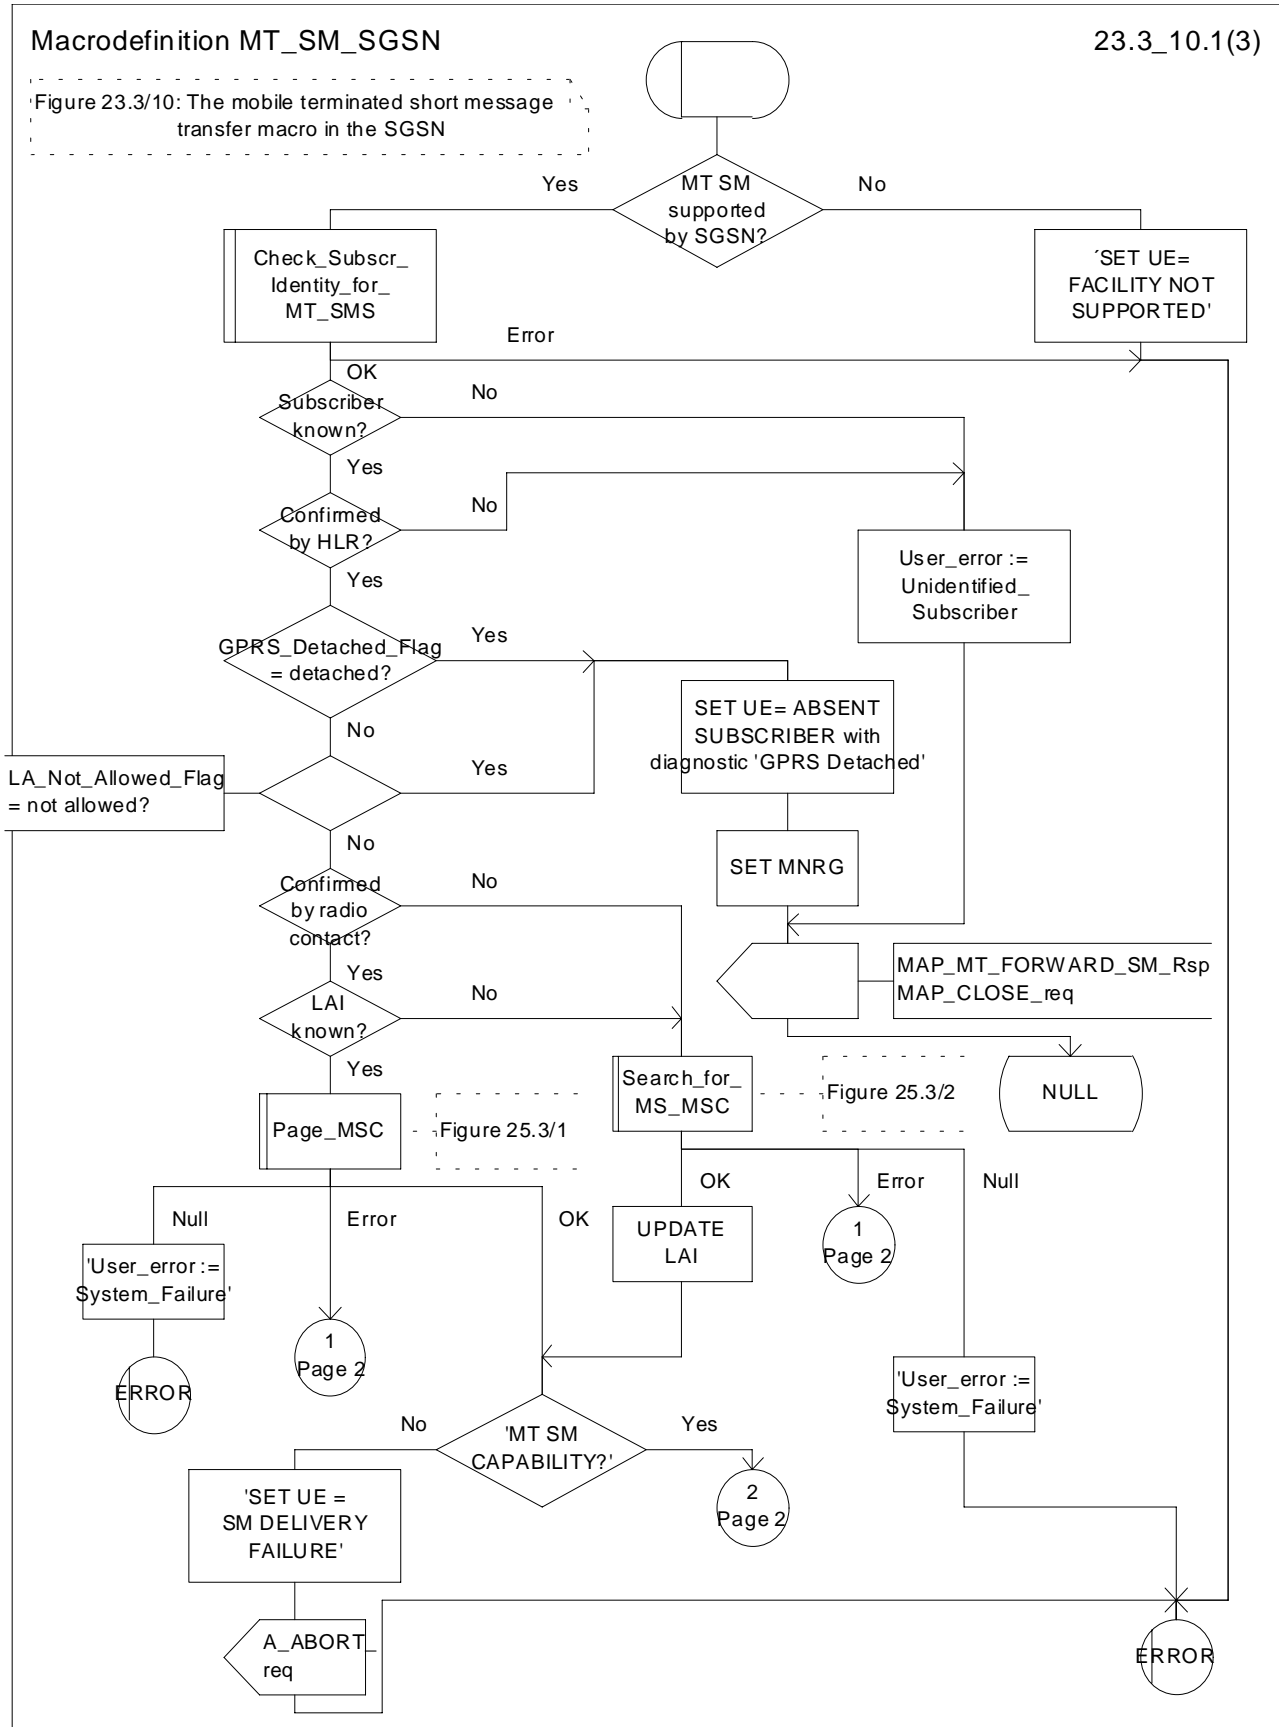 Macrodefinition MT_SM_SGSN
23.3_10.1(3)
Figure 23.3/10: The mobile terminated short message
transfer macro in the SGSN
Yes
MT SM
supported
by SGSN?
No
Check_Subscr_
Identity_for_
MT_SMS
´SET UE=
FACILITY NOT
SUPPORTED'
Error
OK
Subscriber
known?
No
Yes
Confirmed
by HLR?
No
User_error :=
Unidentified_
Subscriber
Yes
GPRS_Detached_Flag
= detached?
Yes
SET UE= ABSENT
SUBSCRIBER with
diagnostic 'GPRS Detached'
No
LA_Not_Allowed_Flag
= not allowed?
Yes
No
SET MNRG
Confirmed
by radio
contact?
No
MAP_MT_FORWARD_SM_Rsp
MAP_CLOSE_req
Yes
LAI
known?
No
Yes
Search_for_
MS_MSC
Figure 25.3/2
NULL
Page_MSC
Figure 25.3/1
OK
Error
Null
Null
Error
OK
UPDATE
LAI
1
Page 2
'User_error :=
System_Failure'
1
Page 2
ERROR
'User_error :=
System_Failure'
No
'MT SM
CAPABILITY?'
Yes
2
Page 2
'SET UE =
SM DELIVERY
FAILURE'
A_ABORT_
req
ERROR